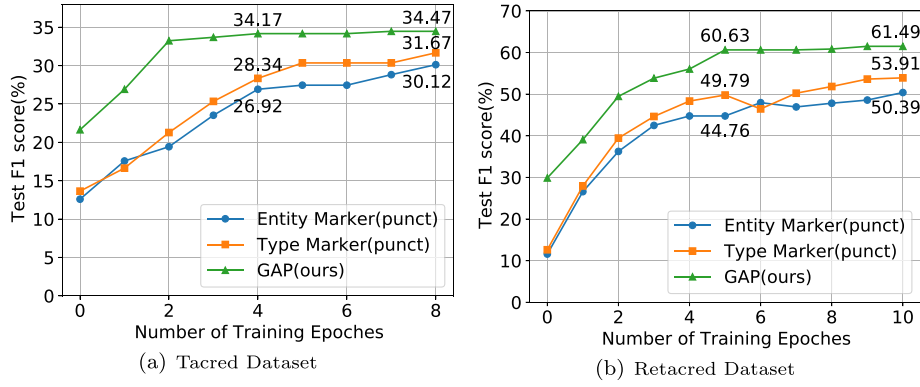 35
30
25
20
15
10
5
0
Test F1 score(%)
34.17
34.47
31.67
28.34
30.12
26.92
Entity Marker(punct)
Type Marker(punct)
GAP(ours)
0 2 4 6 8
Number of Training Epoches
(a) Tacred Dataset
70
60
50
40
30
20
10
0
Test F1 score(%)
60.63
61.49
53.91
49.79
50.39
44.76
Entity Marker(punct)
Type Marker(punct)
GAP(ours)
0 2 4 6 8 10
Number of Training Epoches
(b) Retacred Dataset